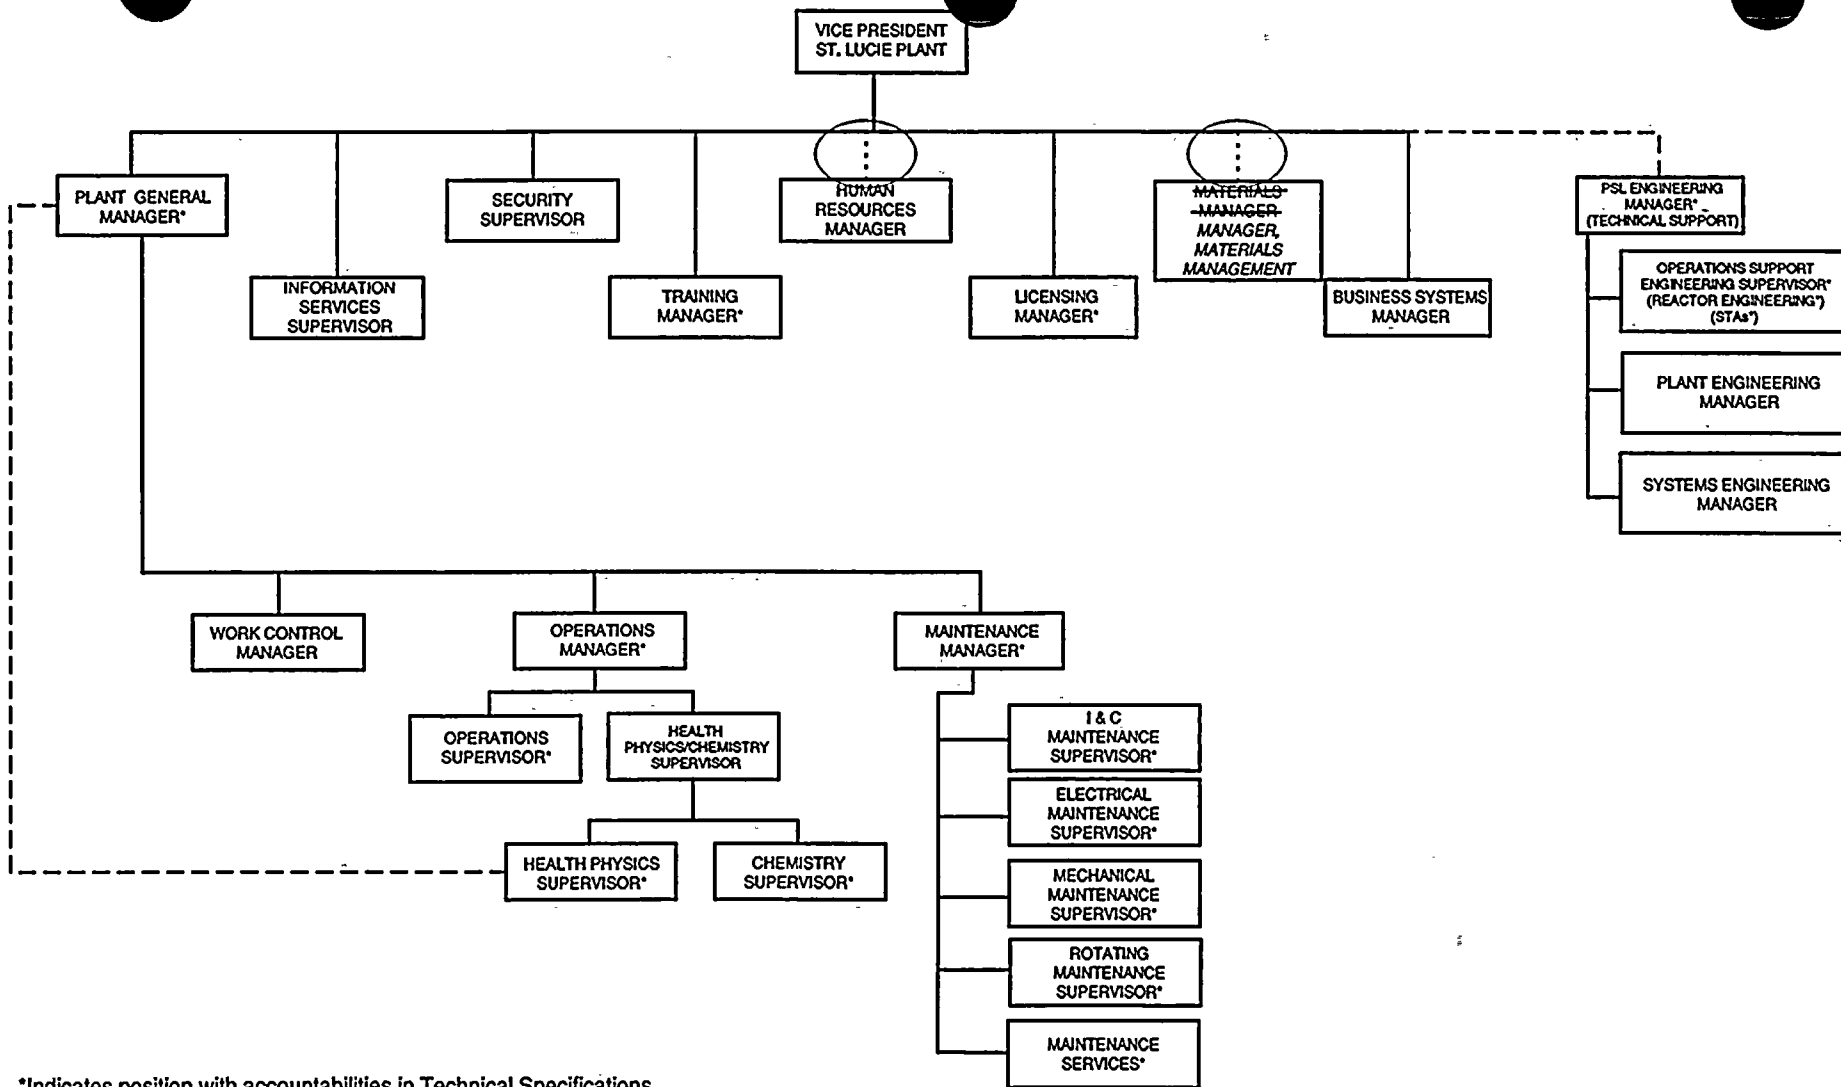 VICE PRESIDENT
ST. LUCIE PLANT
PLANT GENERAL
MANAGER*
SECURITY
SUPERVISOR
HUMAN
RESOURCES
MANAGER
MATERIALS*
MANAGER
MANAGER,
MATERIALS
MANAGEMENT
PSL ENGINEERING
MANAGER*
(TECHNICAL SUPPORT)
INFORMATION
SERVICES
SUPERVISOR
TRAINING
MANAGER*
LICENSING
MANAGER*
BUSINESS SYSTEMS
MANAGER
OPERATIONS SUPPORT
ENGINEERING SUPERVISOR*
(REACTOR ENGINEERING*)
(STAs*)
PLANT ENGINEERING
MANAGER
SYSTEMS ENGINEERING
MANAGER
WORK CONTROL
MANAGER
OPERATIONS
MANAGER*
MAINTENANCE
MANAGER*
OPERATIONS
SUPERVISOR*
HEALTH
PHYSICS/CHEMISTRY
SUPERVISOR
HEALTH PHYSICS
SUPERVISOR*
CHEMISTRY
SUPERVISOR*
I & C
MAINTENANCE
SUPERVISOR*
ELECTRICAL
MAINTENANCE
SUPERVISOR*
MECHANICAL
MAINTENANCE
SUPERVISOR*
ROTATING
MAINTENANCE
SUPERVISOR*
MAINTENANCE
SERVICES*
*Indicates position with accountabilities in Technical Specifications